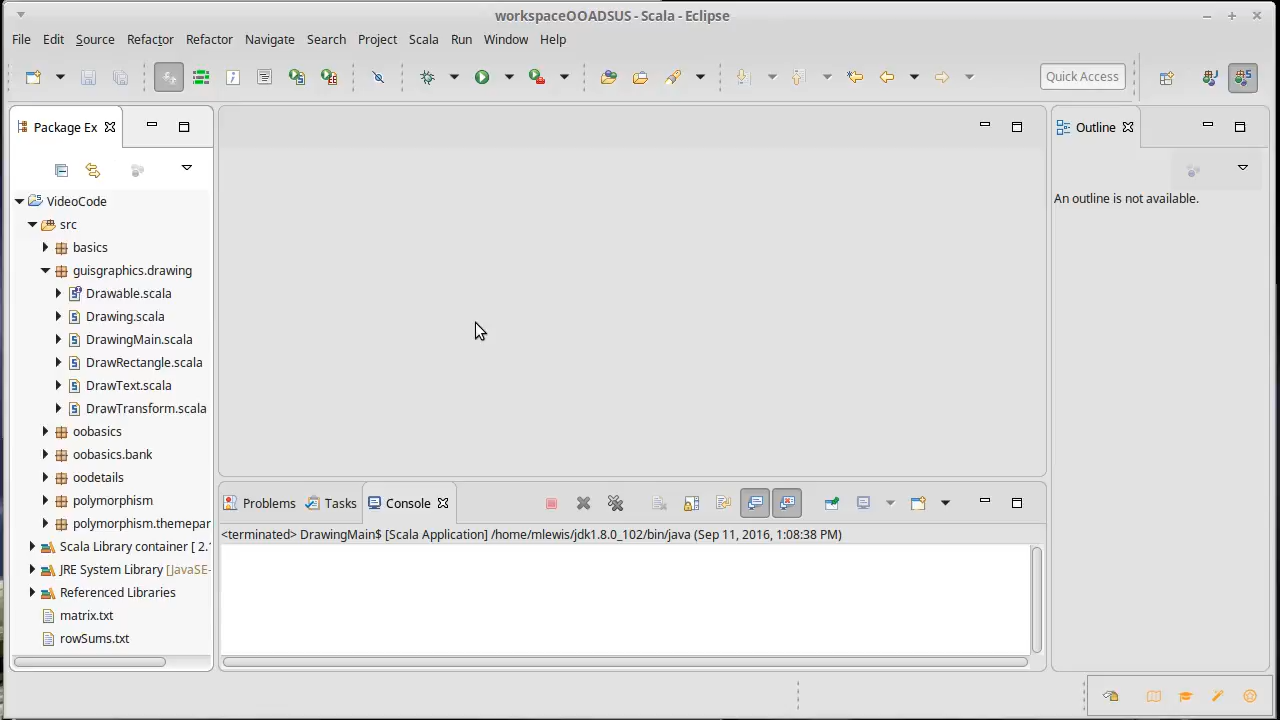 workspaceOOADSUS - Scala - Eclipse
File Edit Source Refactor Refactor Navigate Search Project Scala Run Window Help
Quick Access
Package Ex
Outline
An outline is not available.
VideoCode
src
basics
guisgraphics.drawing
Drawable.scala
Drawing.scala
DrawingMain.scala
DrawRectangle.scala
DrawText.scala
DrawTransform.scala
oobasics
oobasics.bank
oodetails
polymorphism
polymorphism.themepar
Scala Library container [ 2.1
JRE System Library [JavaSE-
Referenced Libraries
matrix.txt
rowSums.txt
Problems Tasks Console
<terminated> DrawingMain$ [Scala Application] /home/mlewis/jdk1.8.0_102/bin/java (Sep 11, 2016, 1:08:38 PM)